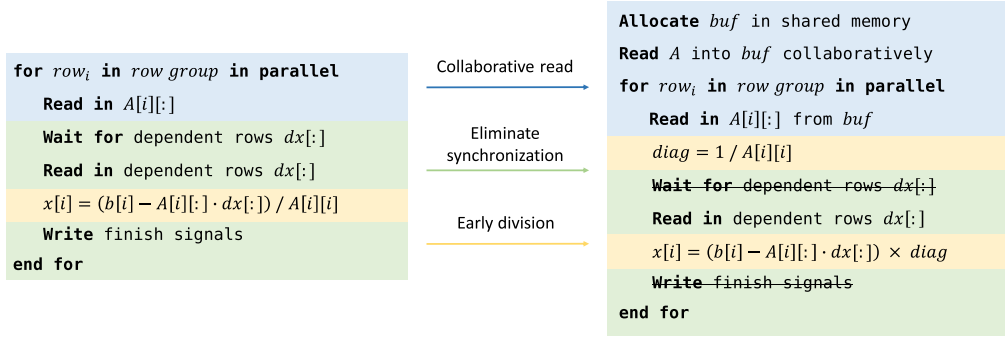 for rowᵢ in row group in parallel
Read in A[i][:]
Wait for dependent rows dx[:]
Read in dependent rows dx[:]
x[i] = (b[i] − A[i][:] · dx[:]) / A[i][i]
Write finish signals
end for
Collaborative read
Eliminate
synchronization
Early division
Allocate buf in shared memory
Read A into buf collaboratively
for rowᵢ in row group in parallel
Read in A[i][:] from buf
diag = 1 / A[i][i]
Wait for dependent rows dx[:]
Read in dependent rows dx[:]
x[i] = (b[i] − A[i][:] · dx[:]) × diag
Write finish signals
end for